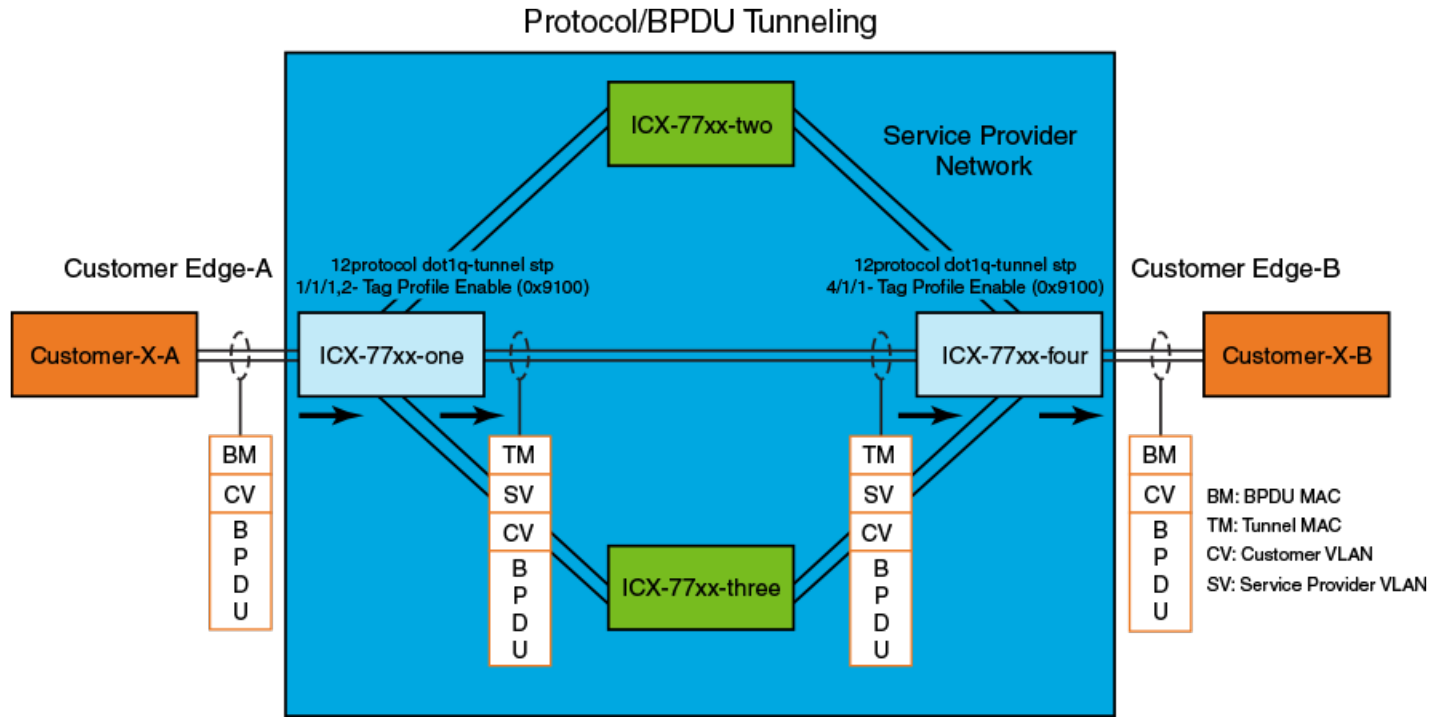 Protocol/BPDU Tunneling
ICX-77xx-two
Service Provider
Network
Customer Edge-A
12protocol dot1q-tunnel stp
1/1/1,2- Tag Profile Enable (0x9100)
12protocol dot1q-tunnel stp
4/1/1- Tag Profile Enable (0x9100)
Customer Edge-B
Customer-X-A
ICX-77xx-one
ICX-77xx-four
Customer-X-B
BM
CV
B
P
D
U
TM
SV
CV
B
P
D
U
ICX-77xx-three
TM
SV
CV
B
P
D
U
BM
CV
B
P
D
U
BM: BPDU MAC
TM: Tunnel MAC
CV: Customer VLAN
SV: Service Provider VLAN